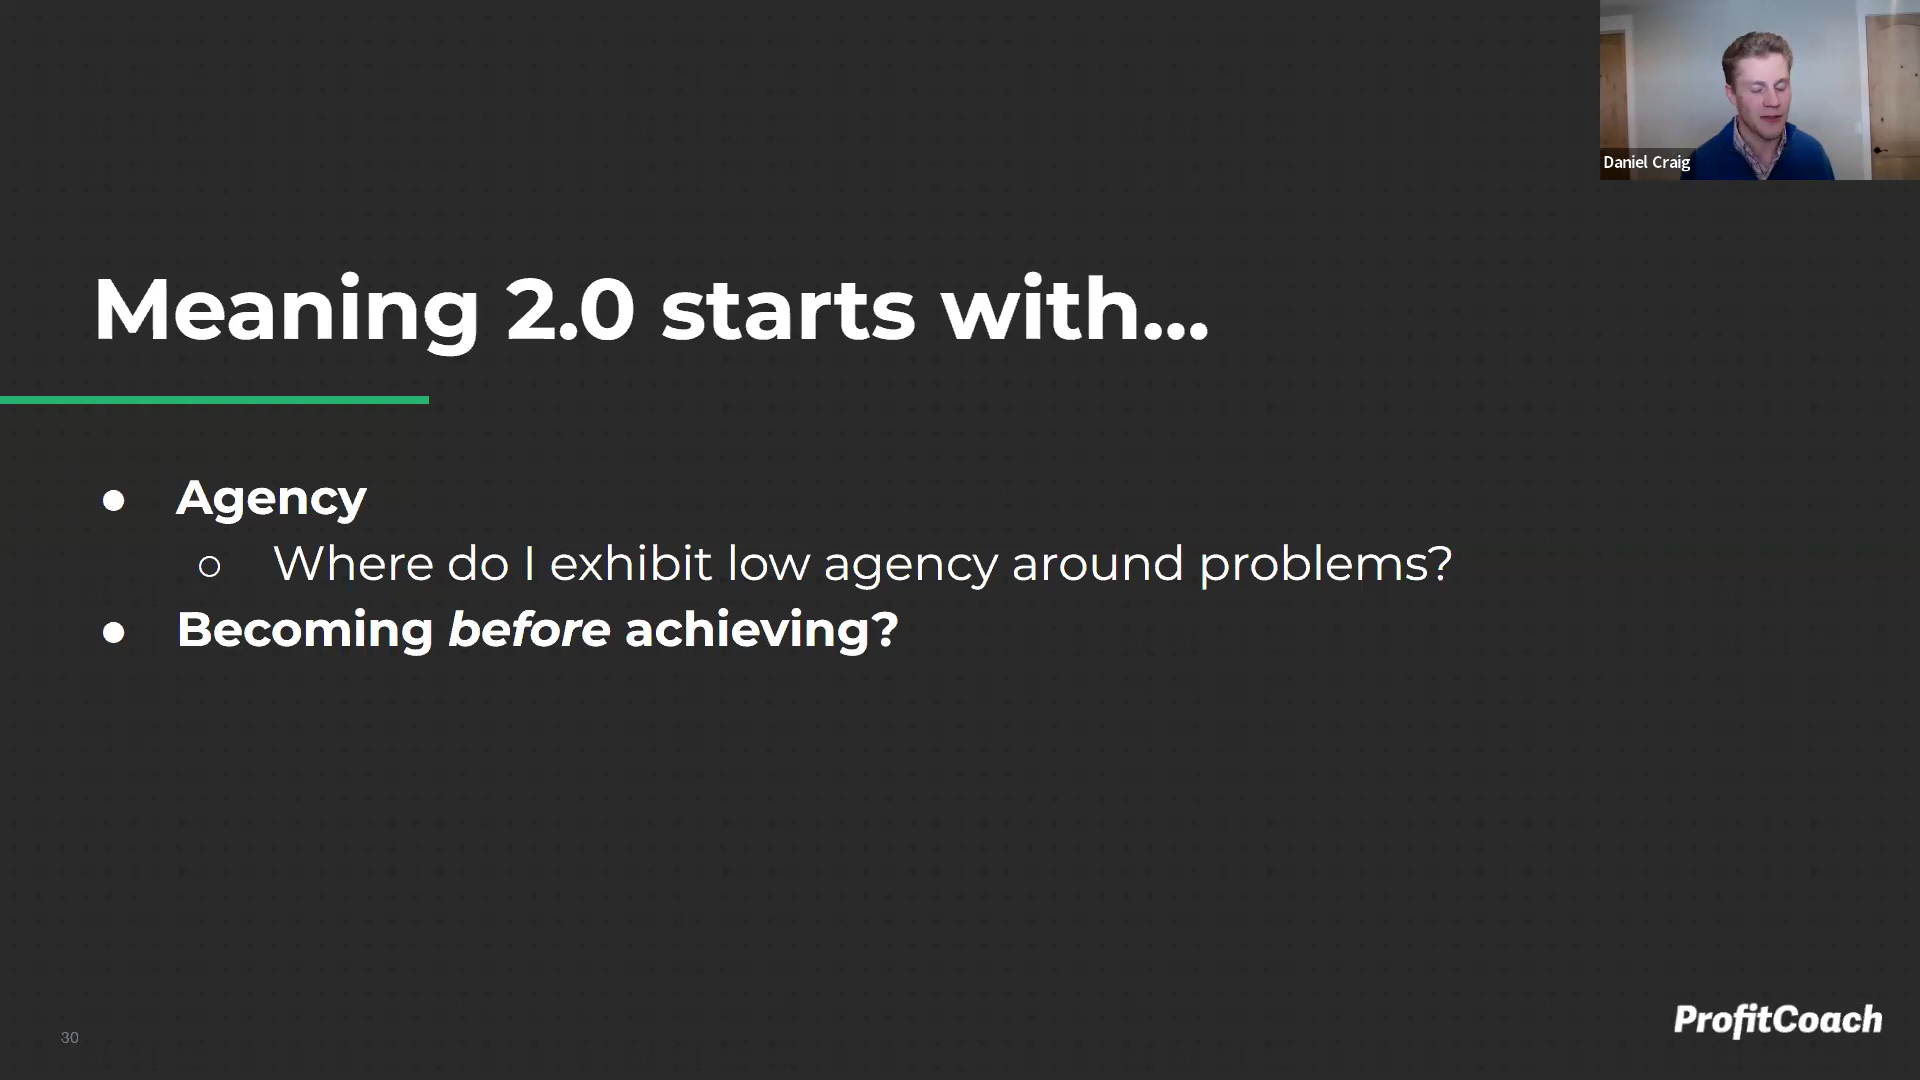 Daniel Craig
Meaning 2.0 starts with...
● Agency
○ Where do I exhibit low agency around problems?
● Becoming before achieving?
30
ProfitCoach